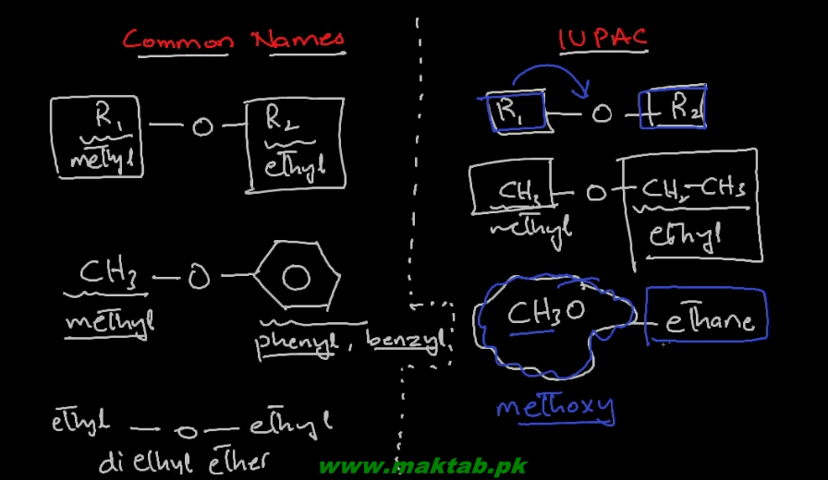 Common Names
R1 — O — R2
methyl ethyl
CH3 — O —
methyl
phenyl, benzyl
ethyl — O — ethyl
di ethyl ether
IUPAC
R1 — O — R2
CH3 — O — CH2-CH3
methyl
ethyl
CH3O — ethane
methoxy
www.maktab.pk